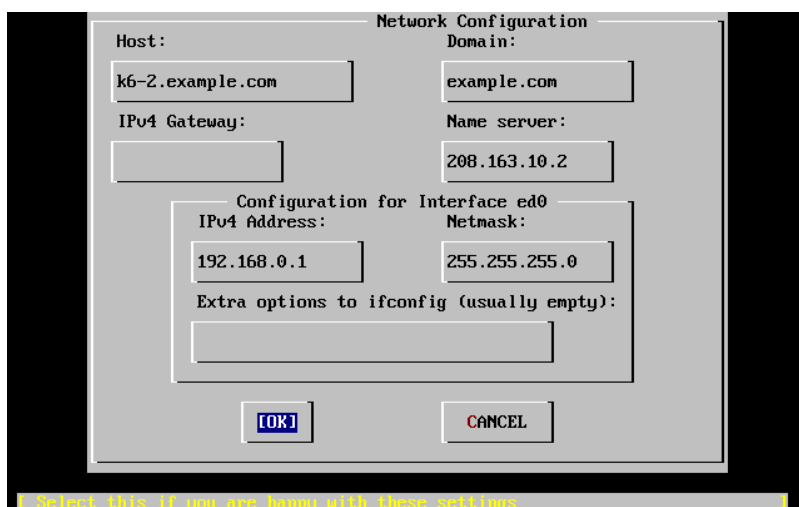 Network Configuration
Host: Domain:
k6-2.example.com example.com
IPv4 Gateway: Name server:
208.163.10.2
Configuration for Interface ed0
IPv4 Address: Netmask:
192.168.0.1 255.255.255.0
Extra options to ifconfig (usually empty):
[OK] CANCEL
[ Select this if you are happy with these settings ]